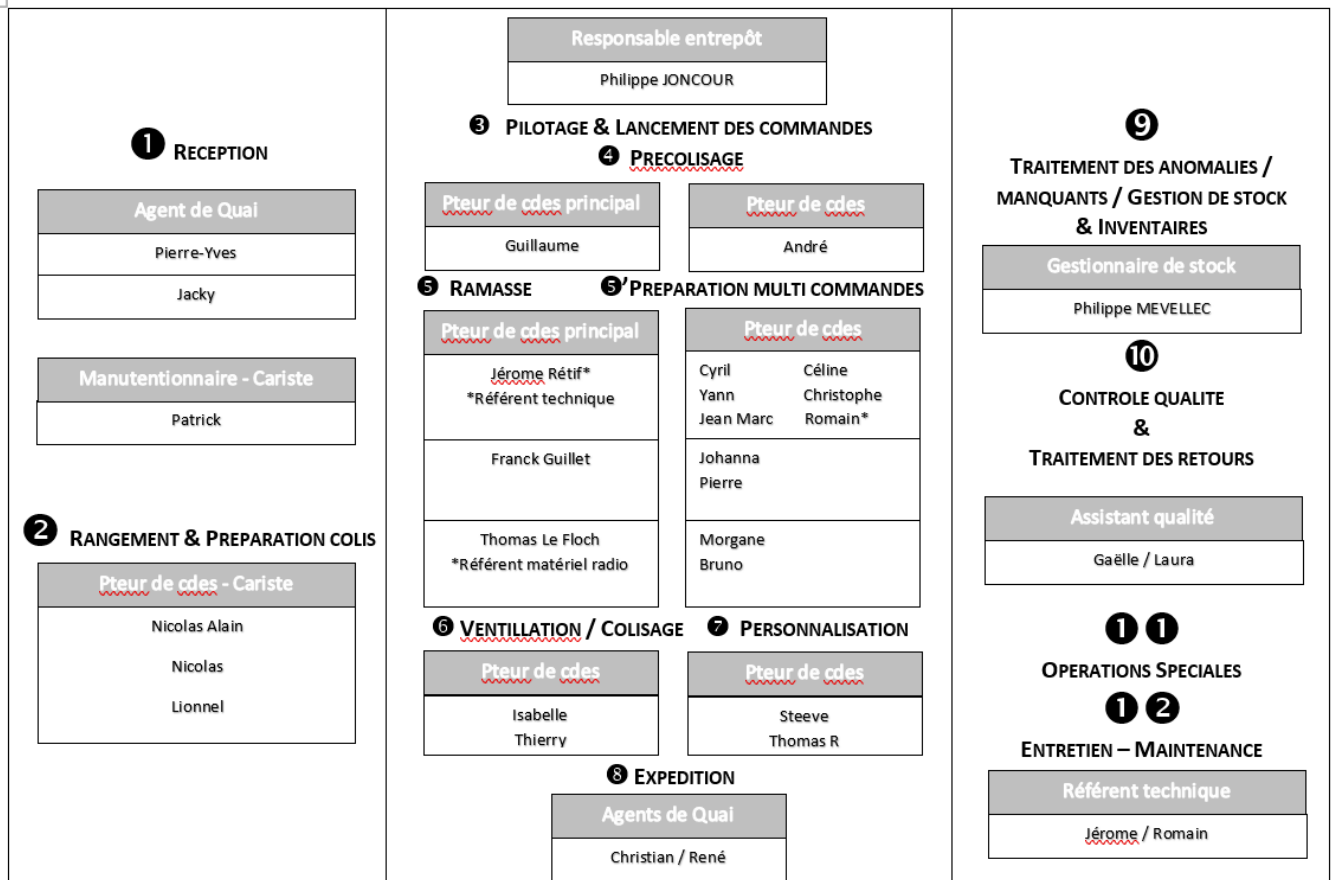 ❶ RECEPTION
Agent de Quai
Pierre-Yves
Jacky
Manutentionnaire - Cariste
Patrick
❷ RANGEMENT & PREPARATION COLIS
Pteur de cdes - Cariste
Nicolas Alain
Nicolas
Lionnel
Responsable entrepôt
Philippe JONCOUR
❸ PILOTAGE & LANCEMENT DES COMMANDES
❹ PRECOLISAGE
Pteur de cdes principal
Guillaume
Pteur de cdes
André
❺ RAMASSE
Pteur de cdes principal
Jérome Rétif*
*Référent technique
Franck Guillet
Thomas Le Floch
*Référent matériel radio
❺'PREPARATION MULTI COMMANDES
Pteur de cdes
Cyril Céline
Yann Christophe
Jean Marc Romain*
Johanna
Pierre
Morgane
Bruno
❻ VENTILLATION / COLISAGE
Pteur de cdes
Isabelle
Thierry
❼ PERSONNALISATION
Pteur de cdes
Steeve
Thomas R
❽ EXPEDITION
Agents de Quai
Christian / René
❾
TRAITEMENT DES ANOMALIES /
MANQUANTS / GESTION DE STOCK
& INVENTAIRES
Gestionnaire de stock
Philippe MEVELLEC
❿
CONTROLE QUALITE
&
TRAITEMENT DES RETOURS
Assistant qualité
Gaëlle / Laura
❶❶
OPERATIONS SPECIALES
❶❷
ENTRETIEN – MAINTENANCE
Référent technique
Jérome / Romain